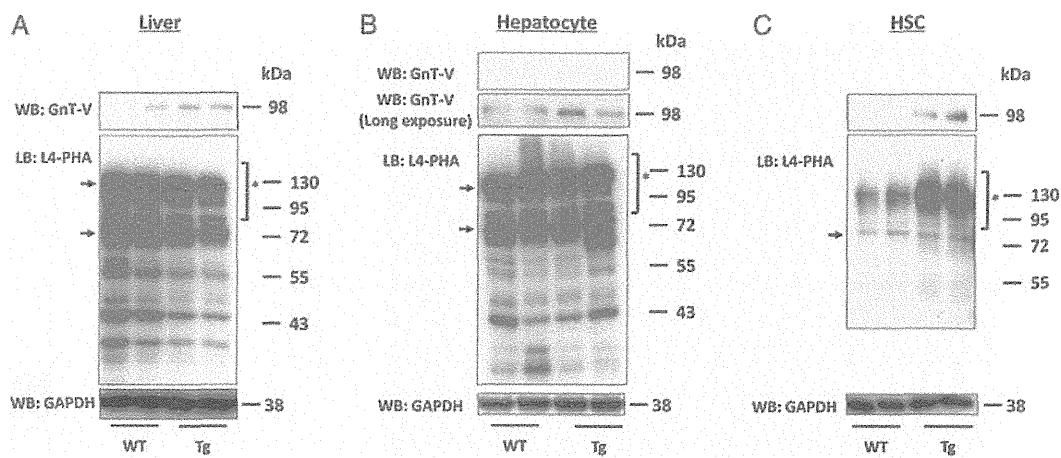 A
Liver
kDa
WB: GnT-V
98
LB: L4-PHA
*
130
95
72
55
43
WB: GAPDH
38
WT
Tg
B
Hepatocyte
kDa
WB: GnT-V
98
WB: GnT-V
(Long exposure)
98
LB: L4-PHA
*
130
95
72
55
43
WB: GAPDH
38
WT
Tg
C
HSC
kDa
98
LB: L4-PHA
*
130
95
72
55
WB: GAPDH
38
WT
Tg